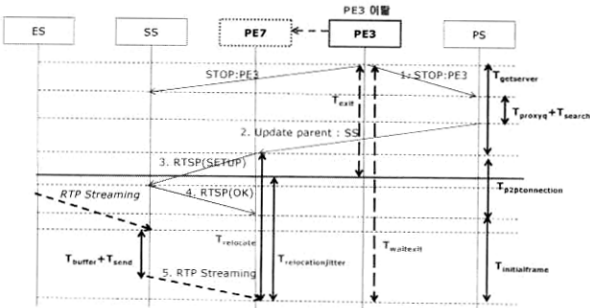 PE3 이탈
ES
SS
PE7
PE3
PS
STOP:PE3
1. STOP:PE3
Tgetserver
Texit
Tproxyq+Tsearch
2. Update parent : SS
3. RTSP(SETUP)
4. RTSP(OK)
RTP Streaming
Tp2pconnection
Trelocate
Trelocationjitter
Twaitexit
Tinitialframe
Tbuffer+Tsend
5. RTP Streaming